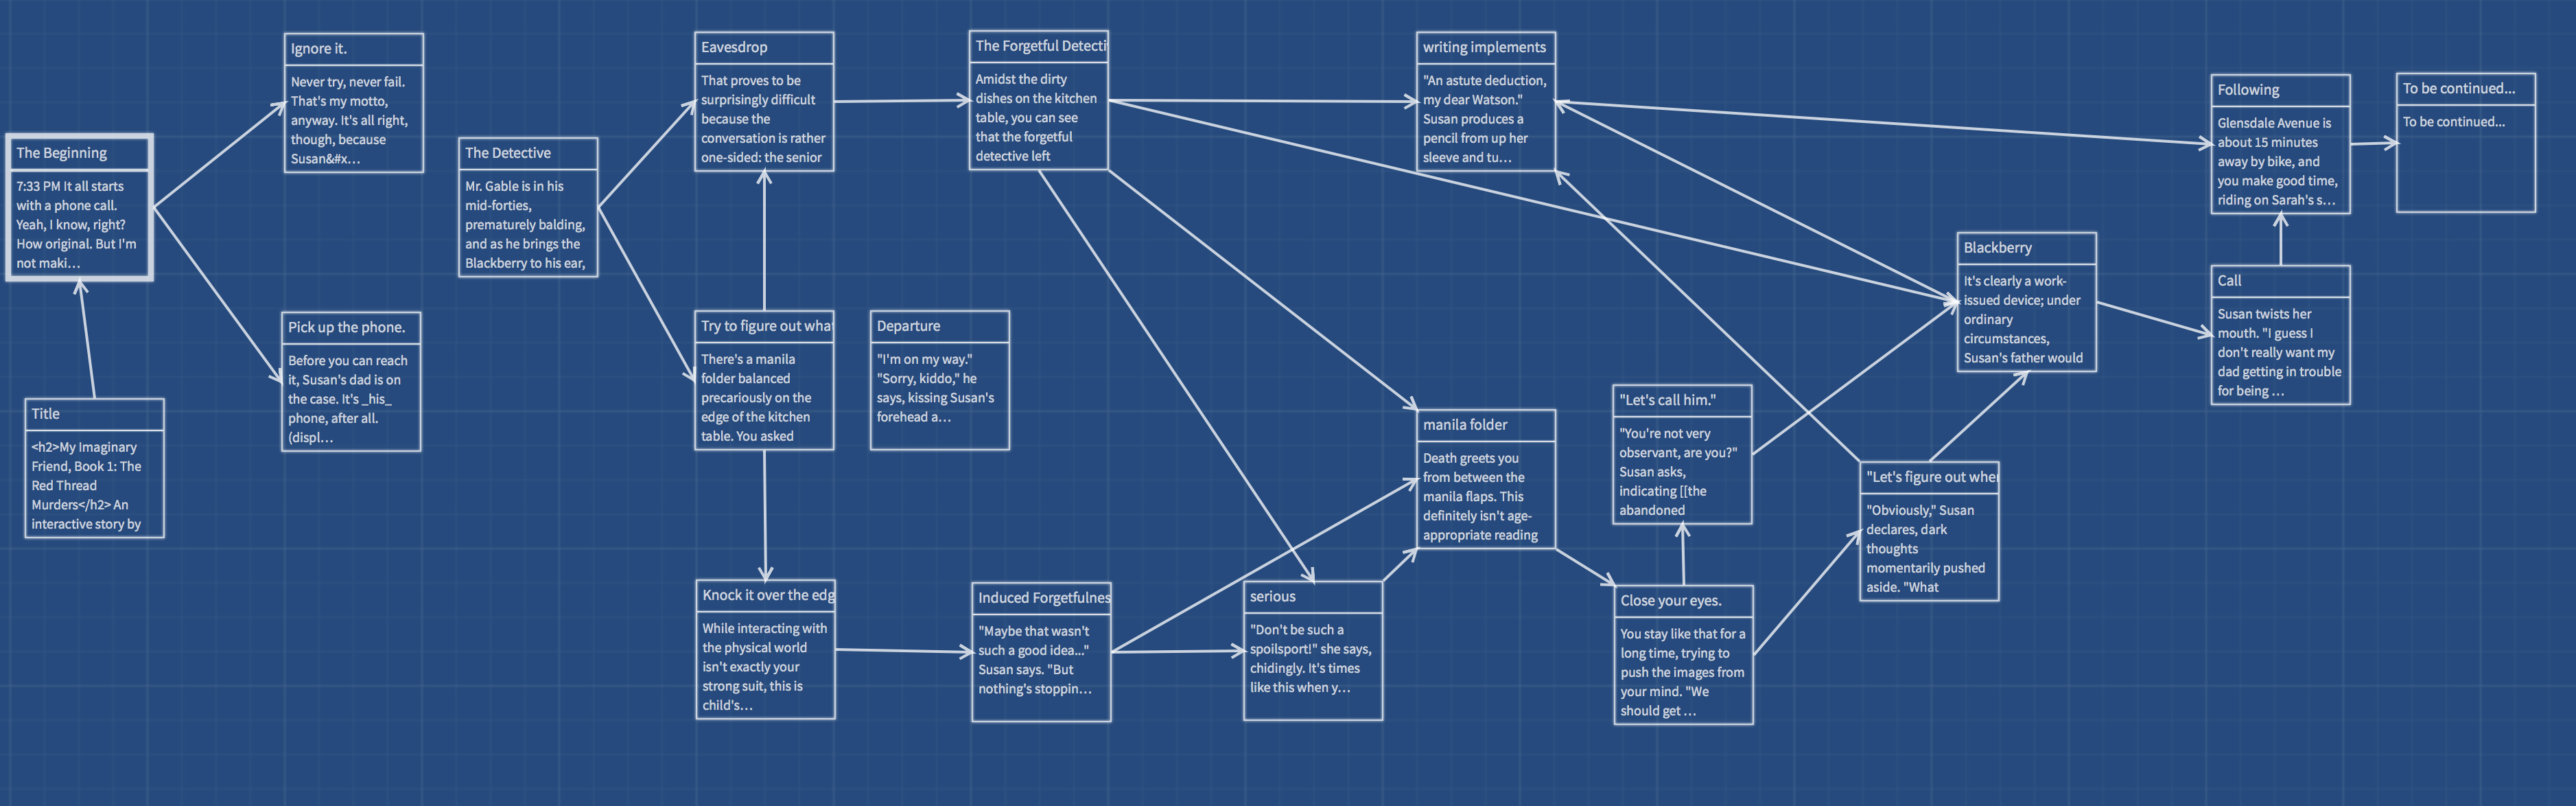 Ignore it.
Never try, never fail.
That's my motto,
anyway. It's all right,
though, because
Susan&#x...
The Beginning
7:33 PM It all starts
with a phone call.
Yeah, I know, right?
How original. But I'm
not maki...
Title
<h2>My Imaginary
Friend, Book 1: The
Red Thread
Murders</h2> An
interactive story by
Pick up the phone.
Before you can reach
it, Susan's dad is on
the case. It's _his_
phone, after all.
(displ...
The Detective
Mr. Gable is in his
mid-forties,
prematurely balding,
and as he brings the
Blackberry to his ear,
Eavesdrop
That proves to be
surprisingly difficult
because the
conversation is rather
one-sided: the senior
Try to figure out what
There's a manila
folder balanced
precariously on the
edge of the kitchen
table. You asked
Departure
"I'm on my way."
"Sorry, kiddo," he
says, kissing Susan's
forehead a...
Knock it over the edg
While interacting with
the physical world
isn't exactly your
strong suit, this is
child's...
The Forgetful Detecti
Amidst the dirty
dishes on the kitchen
table, you can see
that the forgetful
detective left
Induced Forgetfulnes
"Maybe that wasn't
such a good idea..."
Susan says. "But
nothing's stoppin...
serious
"Don't be such a
spoilsport!" she says,
chidingly. It's times
like this when y...
writing implements
"An astute deduction,
my dear Watson."
Susan produces a
pencil from up her
sleeve and tu...
manila folder
Death greets you
from between the
manila flaps. This
definitely isn't age-
appropriate reading
"Let's call him."
"You're not very
observant, are you?"
Susan asks,
indicating [[the
abandoned
Close your eyes.
You stay like that for a
long time, trying to
push the images from
your mind. "We
should get ...
"Let's figure out wher
"Obviously," Susan
declares, dark
thoughts
momentarily pushed
aside. "What
Blackberry
It's clearly a work-
issued device; under
ordinary
circumstances,
Susan's father would
Following
Glensdale Avenue is
about 15 minutes
away by bike, and
you make good time,
riding on Sarah's s...
Call
Susan twists her
mouth. "I guess I
don't really want my
dad getting in trouble
for being ...
To be continued...
To be continued...